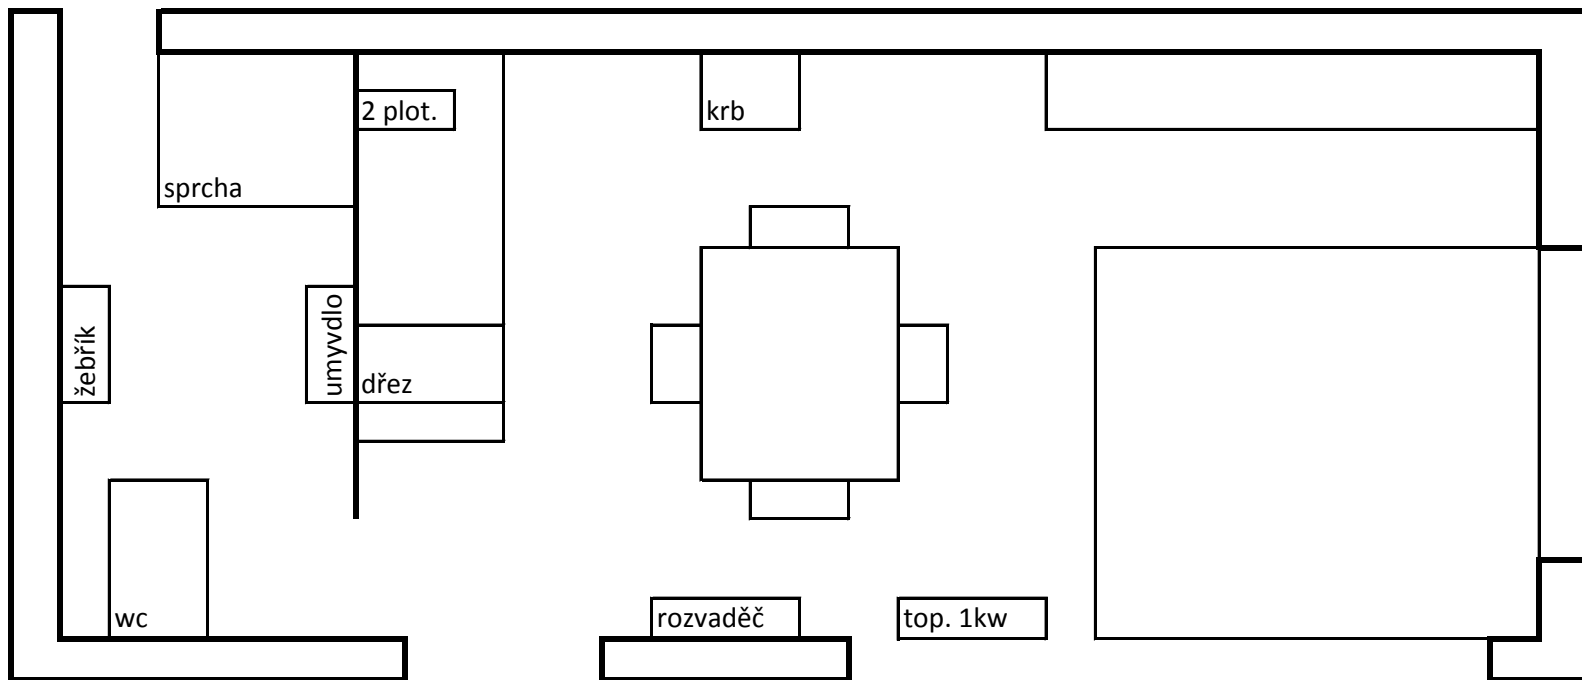 2 plot.
krb
sprcha
žebřík
umyvdlo
dřez
wc
rozvaděč
top. 1kw